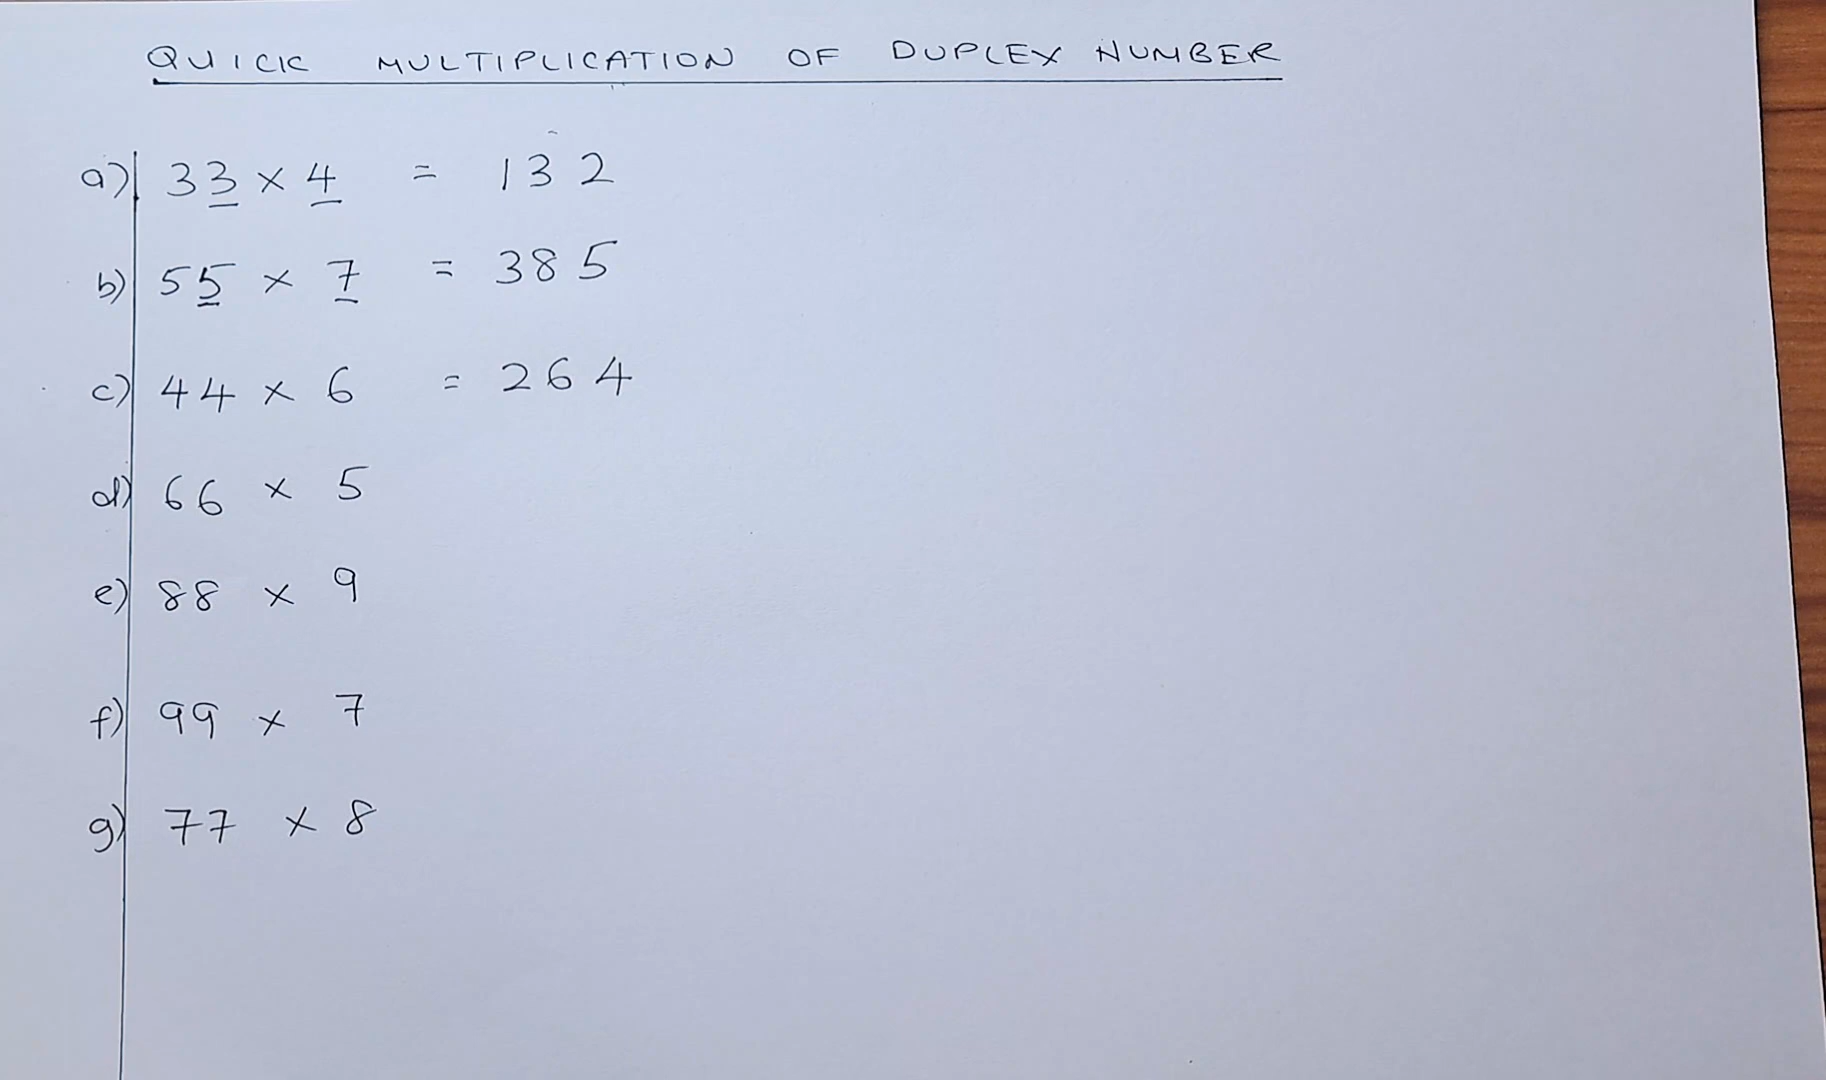 QUICK MULTIPLICATION OF DUPLEX NUMBER
a) 33 × 4 = 132
b) 55 × 7 = 385
c) 44 × 6 = 264
d) 66 × 5
e) 88 × 9
f) 99 × 7
g) 77 × 8